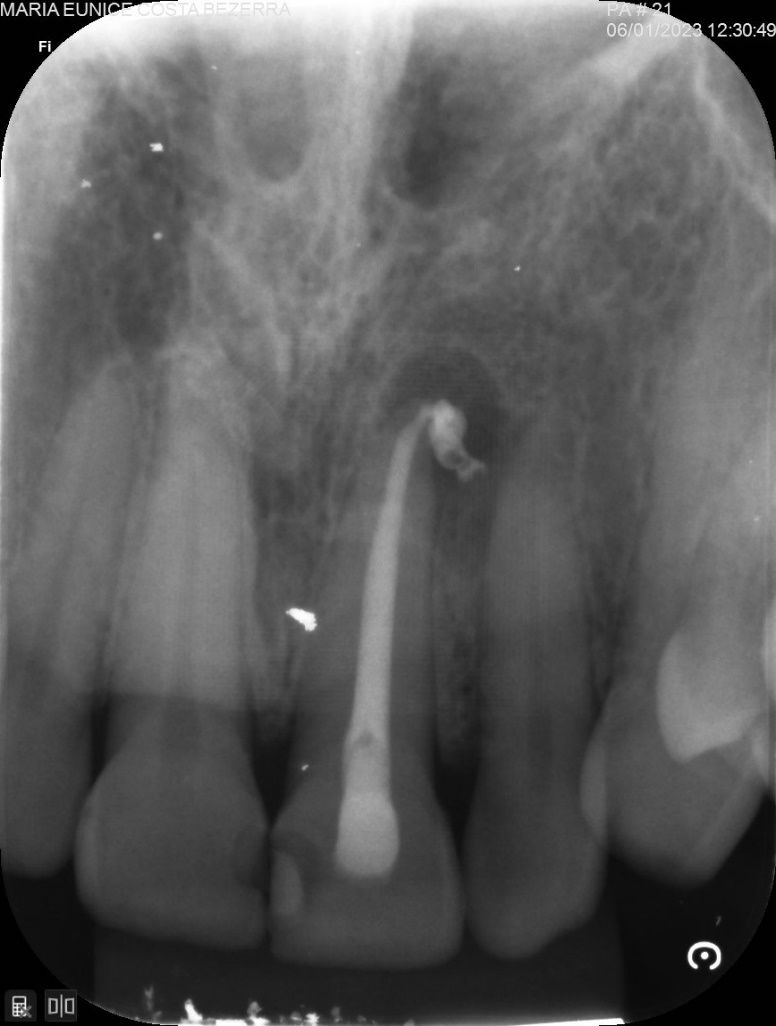 MARIA EUNICE COSTA BEZERRA
PA # 21
06/01/2023 12:30:49
Fi